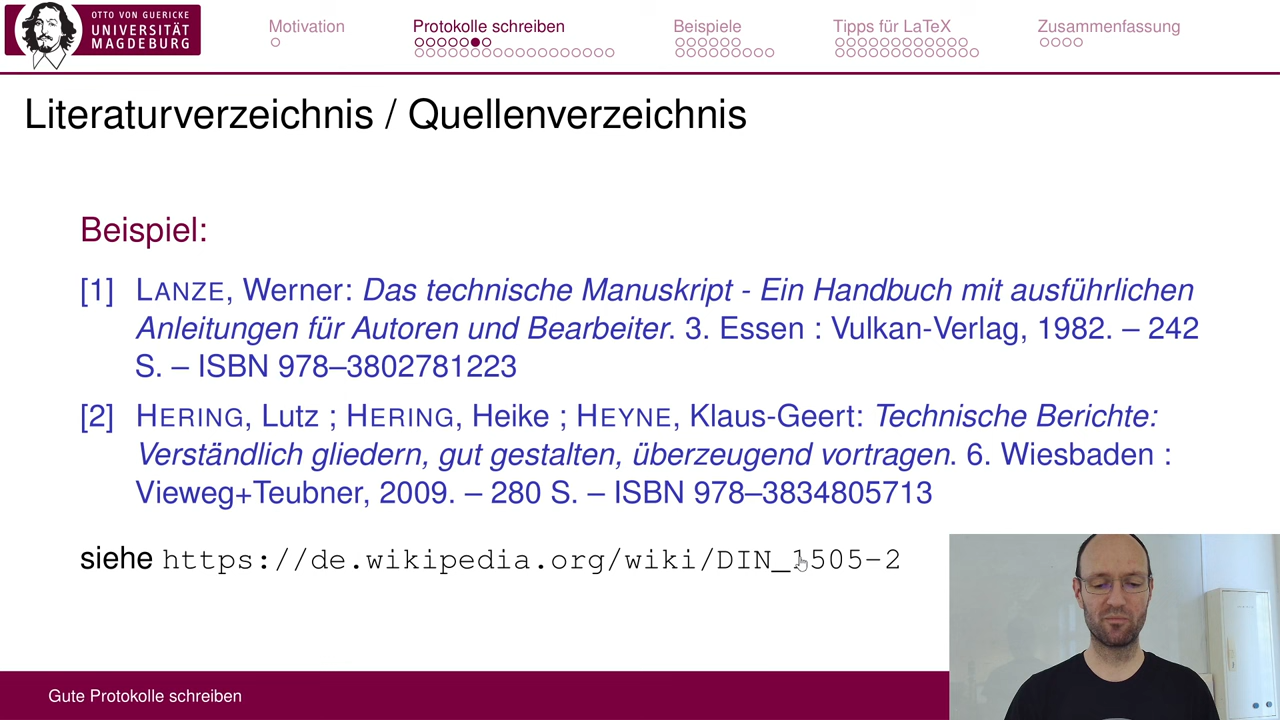 OTTO VON GUERICKE
UNIVERSITÄT
MAGDEBURG
Motivation
Protokolle schreiben
Beispiele
Tipps für LaTeX
Zusammenfassung
Literaturverzeichnis / Quellenverzeichnis
Beispiel:
[1] LANZE, Werner: Das technische Manuskript - Ein Handbuch mit ausführlichen
Anleitungen für Autoren und Bearbeiter. 3. Essen : Vulkan-Verlag, 1982. – 242
S. – ISBN 978–3802781223
[2] HERING, Lutz ; HERING, Heike ; HEYNE, Klaus-Geert: Technische Berichte:
Verständlich gliedern, gut gestalten, überzeugend vortragen. 6. Wiesbaden :
Vieweg+Teubner, 2009. – 280 S. – ISBN 978–3834805713
siehe https://de.wikipedia.org/wiki/DIN_1505-2
Gute Protokolle schreiben